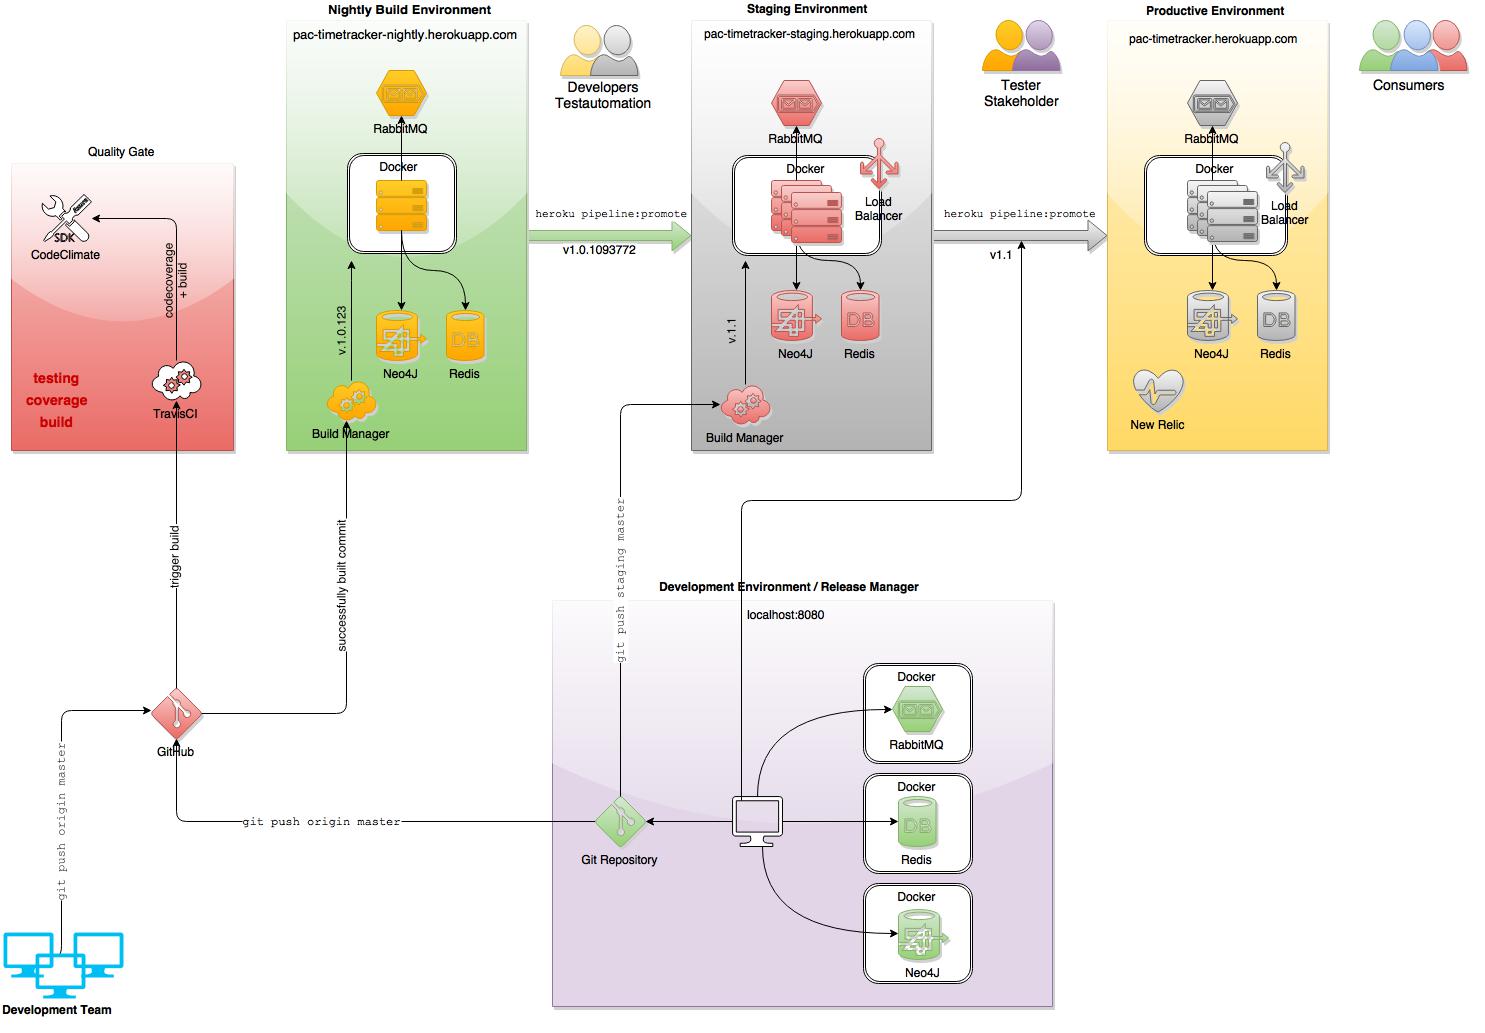 Nightly Build Environment
pac-timetracker-nightly.herokuapp.com
RabbitMQ
Docker
v.1.0.123
Neo4J
Redis
Build Manager
Developers
Testautomation
heroku pipeline:promote
v1.0.1093772
Staging Environment
pac-timetracker-staging.herokuapp.com
RabbitMQ
Docker
Load
Balancer
v.1.1
Neo4J
Redis
Build Manager
Tester
Stakeholder
heroku pipeline:promote
v1.1
Productive Environment
pac-timetracker.herokuapp.com
RabbitMQ
Docker
Load
Balancer
Neo4J
Redis
New Relic
Consumers
Quality Gate
SDK
CodeClimate
codecoverage
+ build
testing
coverage
build
TravisCI
trigger build
successfully built commit
GitHub
git push origin master
Development Team
git push origin master
git push staging master
Development Environment / Release Manager
localhost:8080
Docker
RabbitMQ
Docker
DB
Redis
Docker
Neo4J
Git Repository
DB
DB
DB